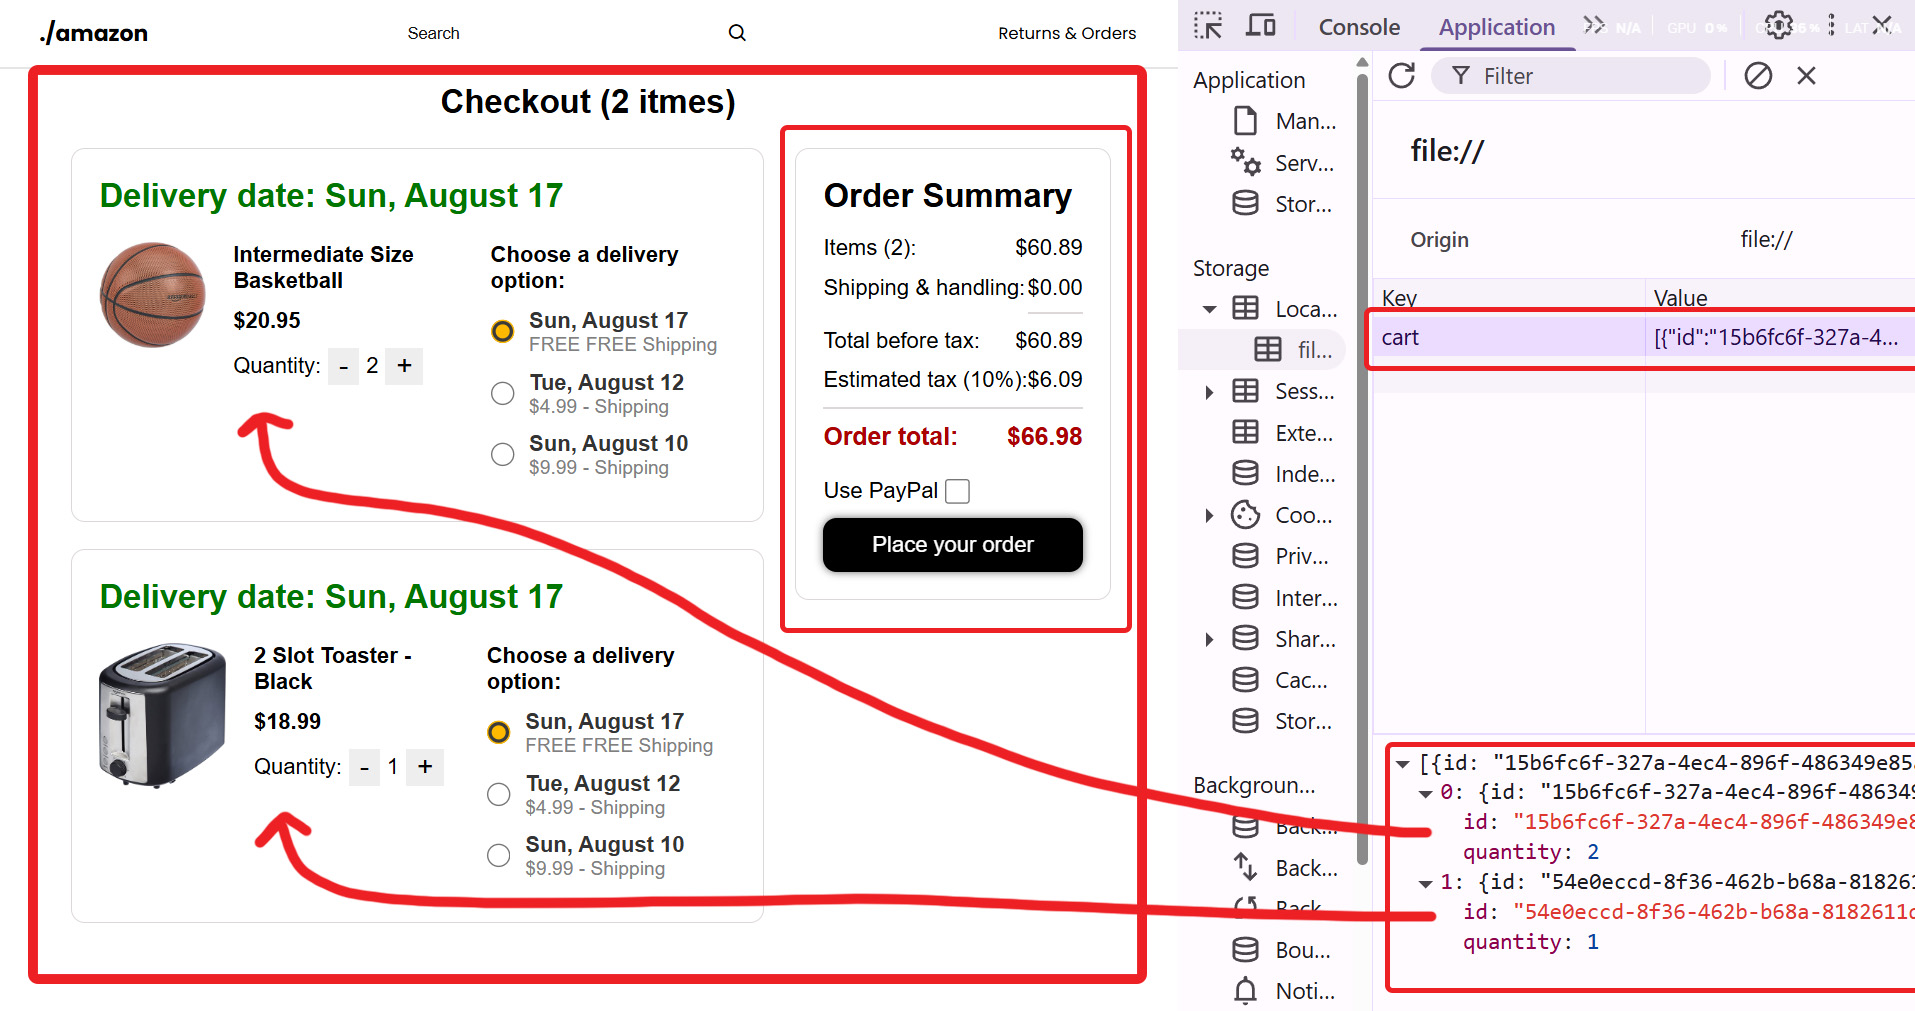 ./amazon
Search
Returns & Orders
Checkout (2 itmes)
Delivery date: Sun, August 17
Intermediate Size
Basketball
$20.95
Quantity: - 2 +
Choose a delivery
option:
Sun, August 17
FREE FREE Shipping
Tue, August 12
$4.99 - Shipping
Sun, August 10
$9.99 - Shipping
Delivery date: Sun, August 17
2 Slot Toaster -
Black
$18.99
Quantity: - 1 +
Choose a delivery
option:
Sun, August 17
FREE FREE Shipping
Tue, August 12
$4.99 - Shipping
Sun, August 10
$9.99 - Shipping
Order Summary
Items (2): $60.89
Shipping & handling: $0.00
Total before tax: $60.89
Estimated tax (10%): $6.09
Order total: $66.98
Use PayPal
Place your order
Console
Application
N/A GPU 0%
LAT
Application
Man...
Serv...
Stor...
Storage
Loca...
fil...
Sess...
Exte...
Inde...
Coo...
Priv...
Inter...
Shar...
Cac...
Stor...
Backgroun...
Back...
Back...
Back...
Bou...
Noti...
Filter
file://
Origin file://
Key Value
cart [{"id":"15b6fc6f-327a-4...
[{id: "15b6fc6f-327a-4ec4-896f-486349e85
0: {id: "15b6fc6f-327a-4ec4-896f-486349
id: "15b6fc6f-327a-4ec4-896f-486349e8
quantity: 2
1: {id: "54e0eccd-8f36-462b-b68a-818261
id: "54e0eccd-8f36-462b-b68a-8182611
quantity: 1